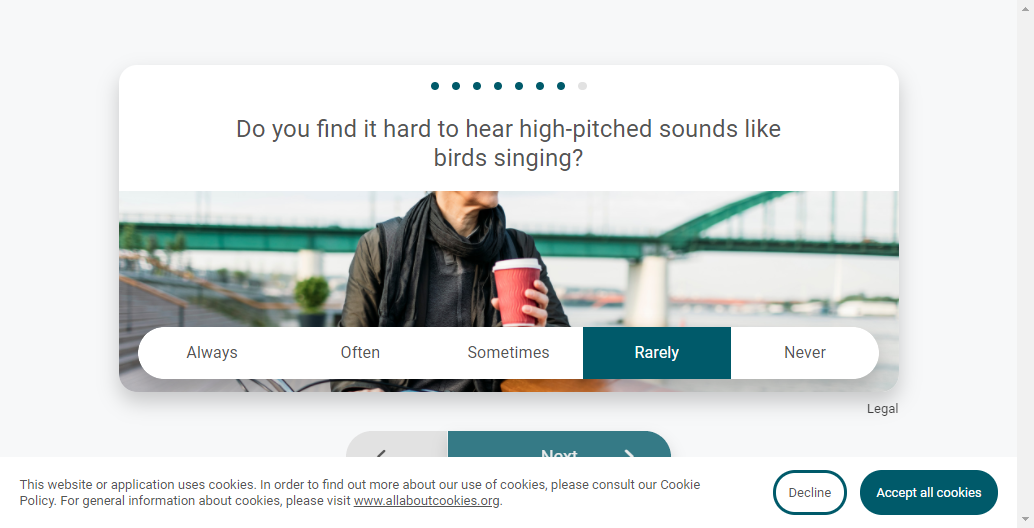 Do you find it hard to hear high-pitched sounds like
birds singing?
Always Often Sometimes Rarely Never
Legal
Next
This website or application uses cookies. In order to find out more about our use of cookies, please consult our Cookie
Policy. For general information about cookies, please visit www.allaboutcookies.org.
Decline
Accept all cookies